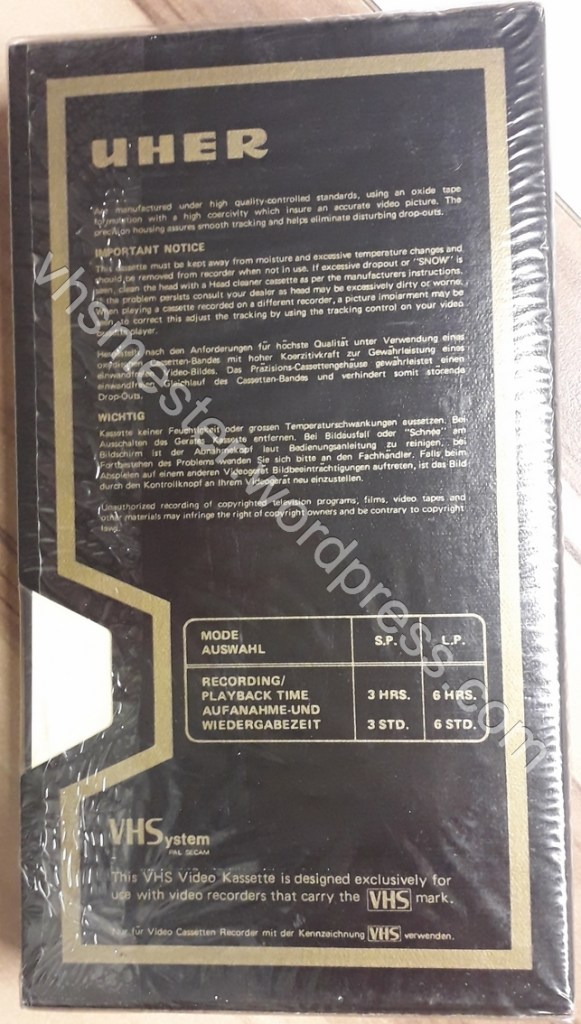 UHER
manufactured under high quality-controlled standards, using an oxide tape
formulation with a high coercivity which insure an accurate video picture. The
precision housing assures smooth tracking and helps eliminate disturbing drop-outs.
IMPORTANT NOTICE
This cassette must be kept away from moisture and excessive temperature changes and
should be removed from recorder when not in use. If excessive dropout or "SNOW" is
seen, clean the head with a Head cleaner cassette as per the manufacturers instructions.
If the problem persists consult your dealer as head may be excessively dirty or worne.
When playing a cassette recorded on a different recorder, a picture impiarment may be
to correct this adjust the tracking by using the tracking control on your video
player.
nach den Anforderungen für höchste Qualität unter Verwendung eines
Cassetten-Bandes mit hoher Koerzitivkraft zur Gewährleistung eines
einwandfreien Video-Bildes. Das Präzisions-Cassettengehäuse gewährleistet einen
einwandfreien Gleichlauf des Cassetten-Bandes und verhindert somit störende
Drop-Outs.
WICHTIG
Kassette keiner Feuchtigkeit oder grossen Temperaturschwankungen aussetzen. Bei
Ausschalten des Geräts Kassette entfernen. Bei Bildausfall oder "Schnee" am
Bildschirm ist der Abnahmekopf laut Bedienungsanleitung zu reinigen, bei
Fortbestehen des Problems wenden Sie sich bitte an den Fachhändler. Falls beim
Abspielen auf einem anderen Videogerät Bildbeeinträchtigungen auftreten, ist das Bild
durch den Kontrollknopf an Ihrem Videogerät neu einzustellen.
Unauthorized recording of copyrighted television programs, films, video tapes and
other materials may infringe the right of copyright owners and be contrary to copyright
laws.
MODE S.P. L.P.
AUSWAHL
RECORDING/
PLAYBACK TIME 3 HRS. 6 HRS.
AUFANAHME-UND
WIEDERGABEZEIT 3 STD. 6 STD.
VHSystem
PAL SECAM
This VHS Video Kassette is designed exclusively for
use with video recorders that carry the VHS mark.
Nur für Video Cassetten Recorder mit der Kennzeichnung VHS verwenden.
vhsmester.wordpress.com